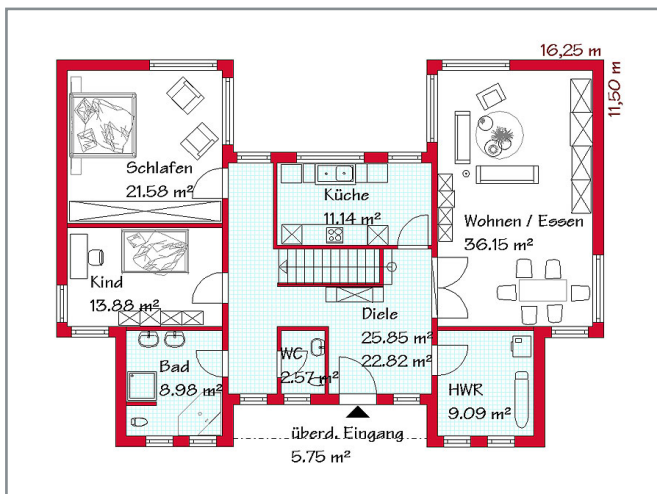 16,25 m
11,50 m
Schlafen
21.58 m²
Küche
11.14 m²
Wohnen / Essen
36.15 m²
Kind
13.88 m²
Diele
25.85 m²
22.82 m²
WC
2.57 m²
Bad
8.98 m²
HWR
9.09 m²
überd. Eingang
5.75 m²